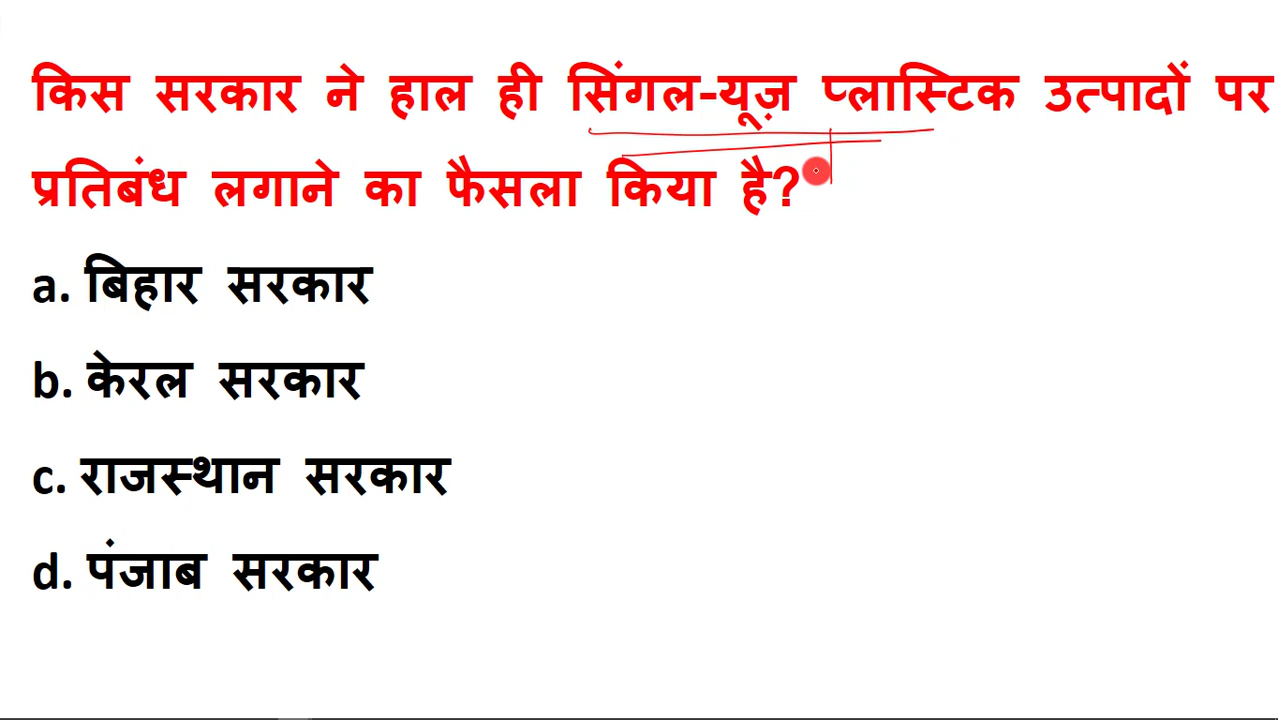 किस सरकार ने हाल ही सिंगल-यूज़ प्लास्टिक उत्पादों पर
प्रतिबंध लगाने का फैसला किया है?
a. बिहार सरकार
b. केरल सरकार
c. राजस्थान सरकार
d. पंजाब सरकार